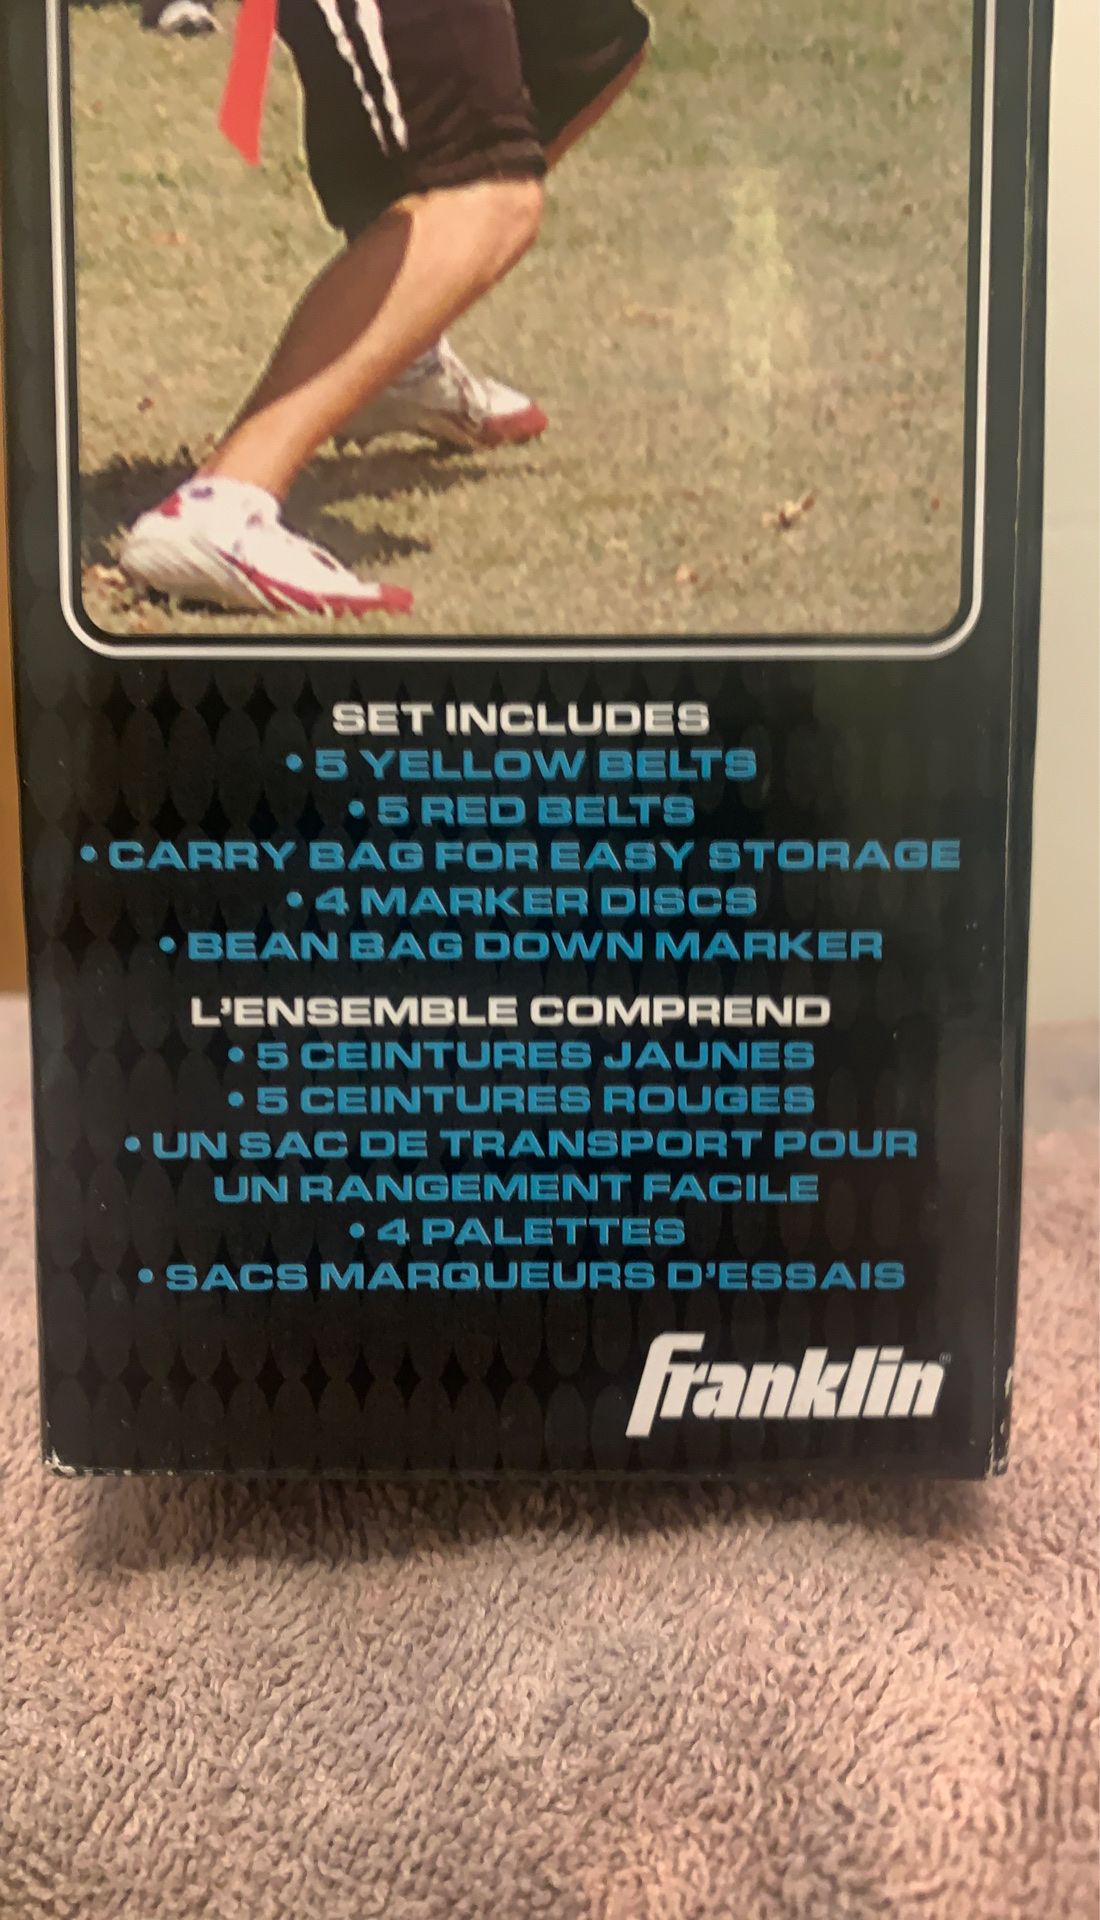 SET INCLUDES
• 5 YELLOW BELTS
• 5 RED BELTS
• CARRY BAG FOR EASY STORAGE
• 4 MARKER DISCS
• BEAN BAG DOWN MARKER
L'ENSEMBLE COMPREND
• 5 CEINTURES JAUNES
• 5 CEINTURES ROUGES
• UN SAC DE TRANSPORT POUR
UN RANGEMENT FACILE
• 4 PALETTES
• SACS MARQUEURS D'ESSAIS
franklin